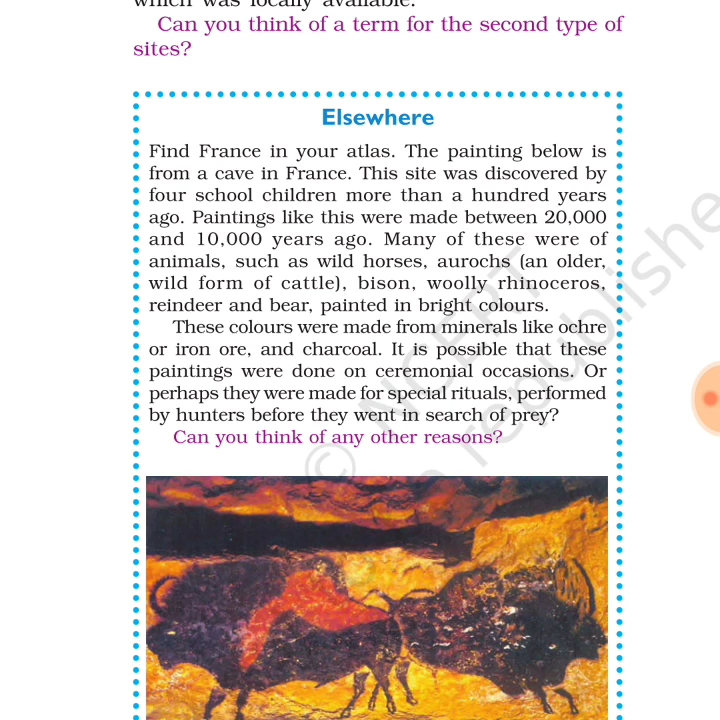 which was locally available.
Can you think of a term for the second type of
sites?
Elsewhere
Find France in your atlas. The painting below is
from a cave in France. This site was discovered by
four school children more than a hundred years
ago. Paintings like this were made between 20,000
and 10,000 years ago. Many of these were of
animals, such as wild horses, aurochs (an older,
wild form of cattle), bison, woolly rhinoceros,
reindeer and bear, painted in bright colours.
These colours were made from minerals like ochre
or iron ore, and charcoal. It is possible that these
paintings were done on ceremonial occasions. Or
perhaps they were made for special rituals, performed
by hunters before they went in search of prey?
Can you think of any other reasons?
© NCERT
republishe